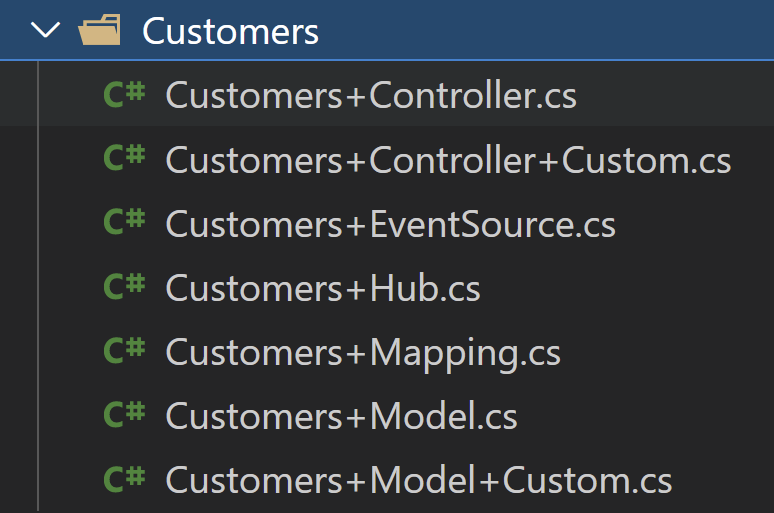 Customers
C# Customers+Controller.cs
C# Customers+Controller+Custom.cs
C# Customers+EventSource.cs
C# Customers+Hub.cs
C# Customers+Mapping.cs
C# Customers+Model.cs
C# Customers+Model+Custom.cs